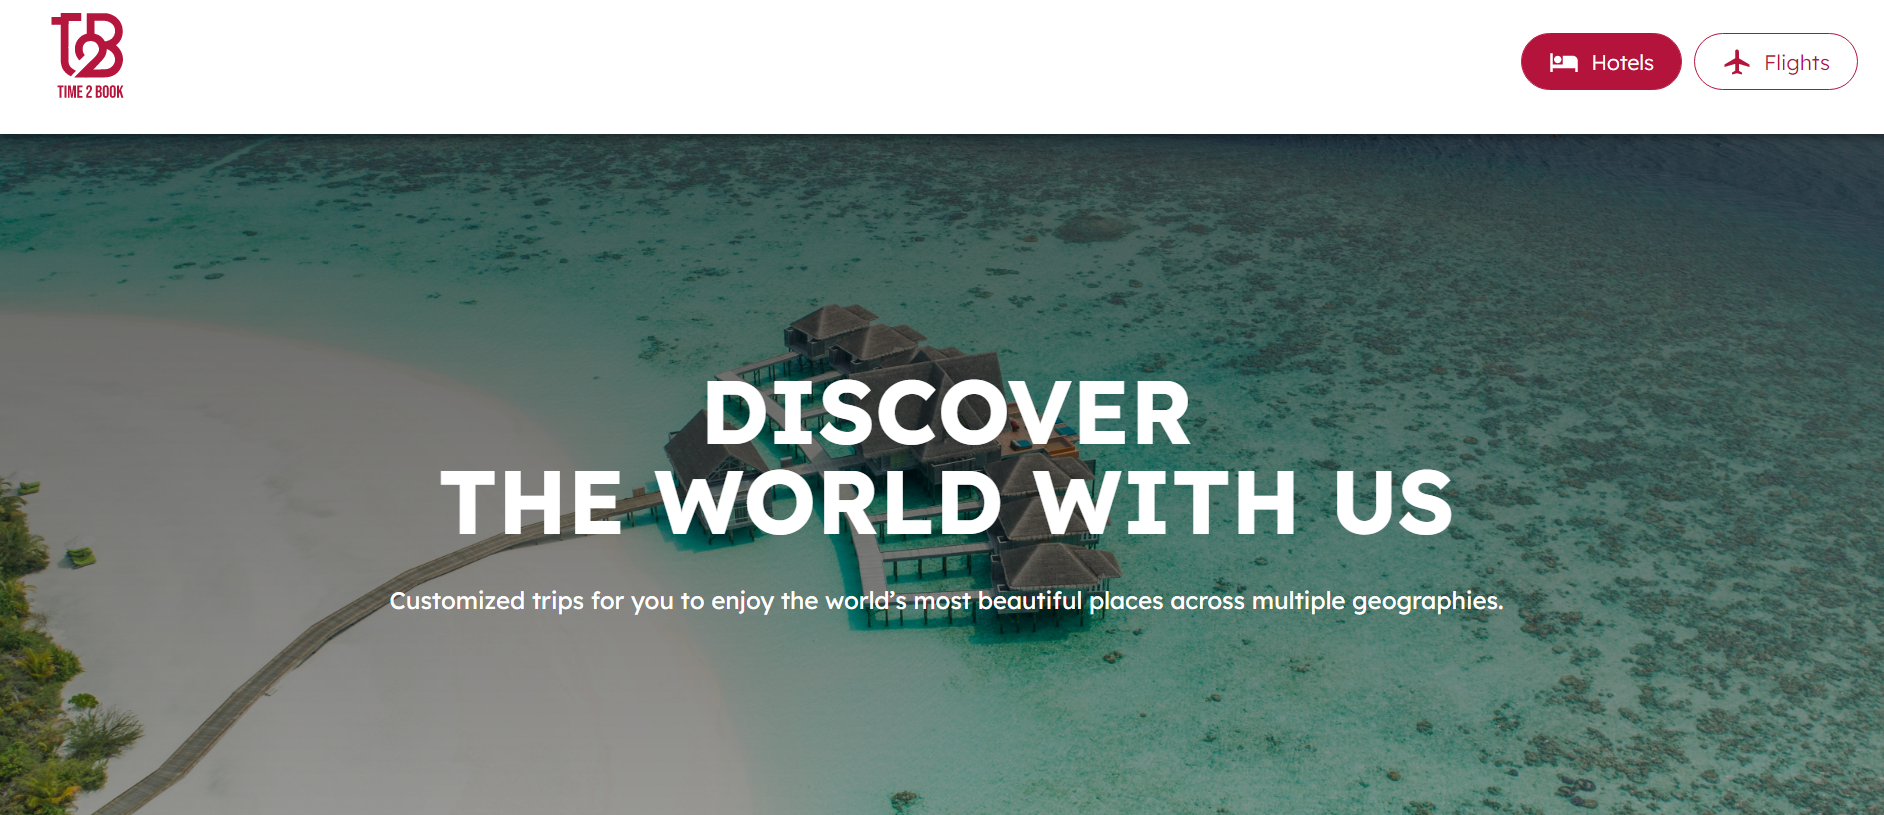 T2B
TIME 2 BOOK
Hotels
Flights
DISCOVER
THE WORLD WITH US
Customized trips for you to enjoy the world’s most beautiful places across multiple geographies.